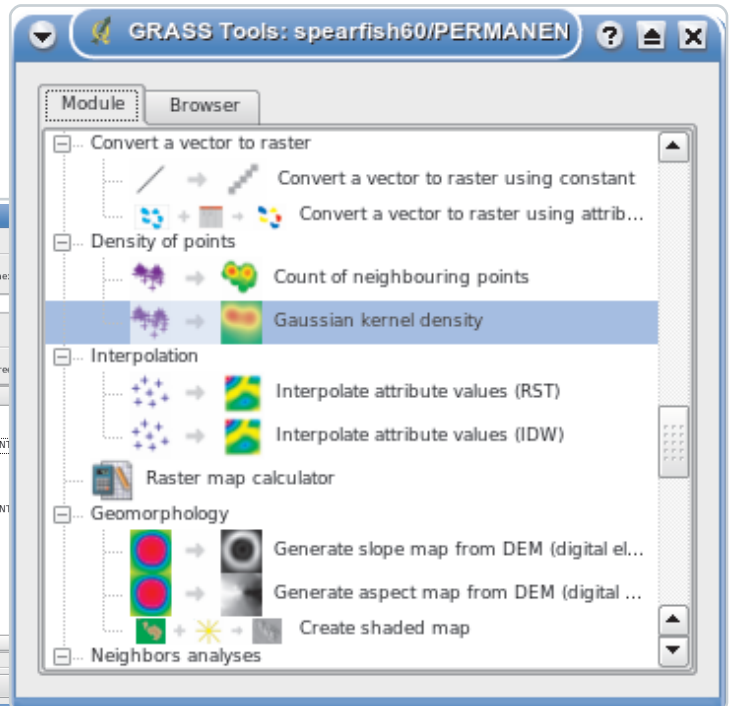 GRASS Tools: spearfish60/PERMANEN
Module
Browser
Convert a vector to raster
Convert a vector to raster using constant
Convert a vector to raster using attrib...
Density of points
Count of neighbouring points
Gaussian kernel density
Interpolation
Interpolate attribute values (RST)
Interpolate attribute values (IDW)
Raster map calculator
Geomorphology
Generate slope map from DEM (digital el...
Generate aspect map from DEM (digital ...
Create shaded map
Neighbors analyses